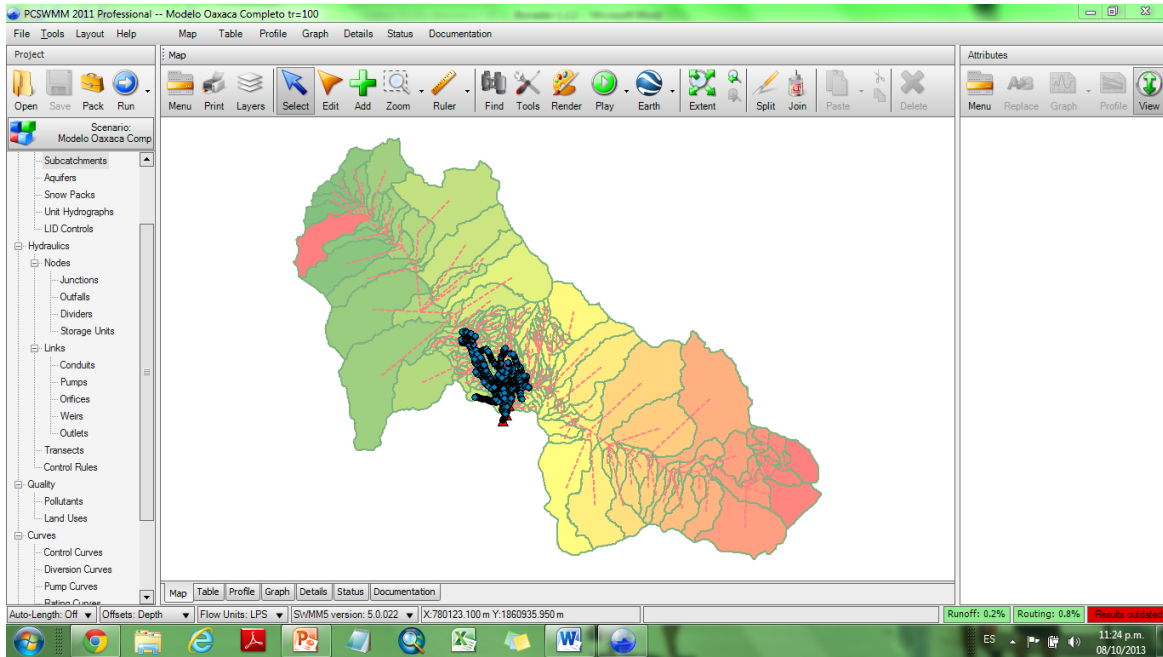 PCSWMM 2011 Professional -- Modelo Oaxaca Completo tr=100
File Tools Layout Help Map Table Profile Graph Details Status Documentation
Project
Map
Attributes
Open Save Pack Run
Menu Print Layers Select Edit Add Zoom Ruler Find Tools Render Play Earth Extent Split Join Paste Delete
Menu Replace Graph Profile View
Scenario:
Modelo Oaxaca Comp
Subcatchments
Aquifers
Snow Packs
Unit Hydrographs
LID Controls
Hydraulics
Nodes
Junctions
Outfalls
Dividers
Storage Units
Links
Conduits
Pumps
Orifices
Weirs
Outlets
Transects
Control Rules
Quality
Pollutants
Land Uses
Curves
Control Curves
Diversion Curves
Pump Curves
Rating Curves
Map Table Profile Graph Details Status Documentation
Auto-Length: Off Offsets: Depth Flow Units: LPS SWMM5 version: 5.0.022 X:780123.100 m Y:1860935.950 m Runoff: 0.2% Routing: 0.8% Results outdated
ES
11:24 p.m.
08/10/2013